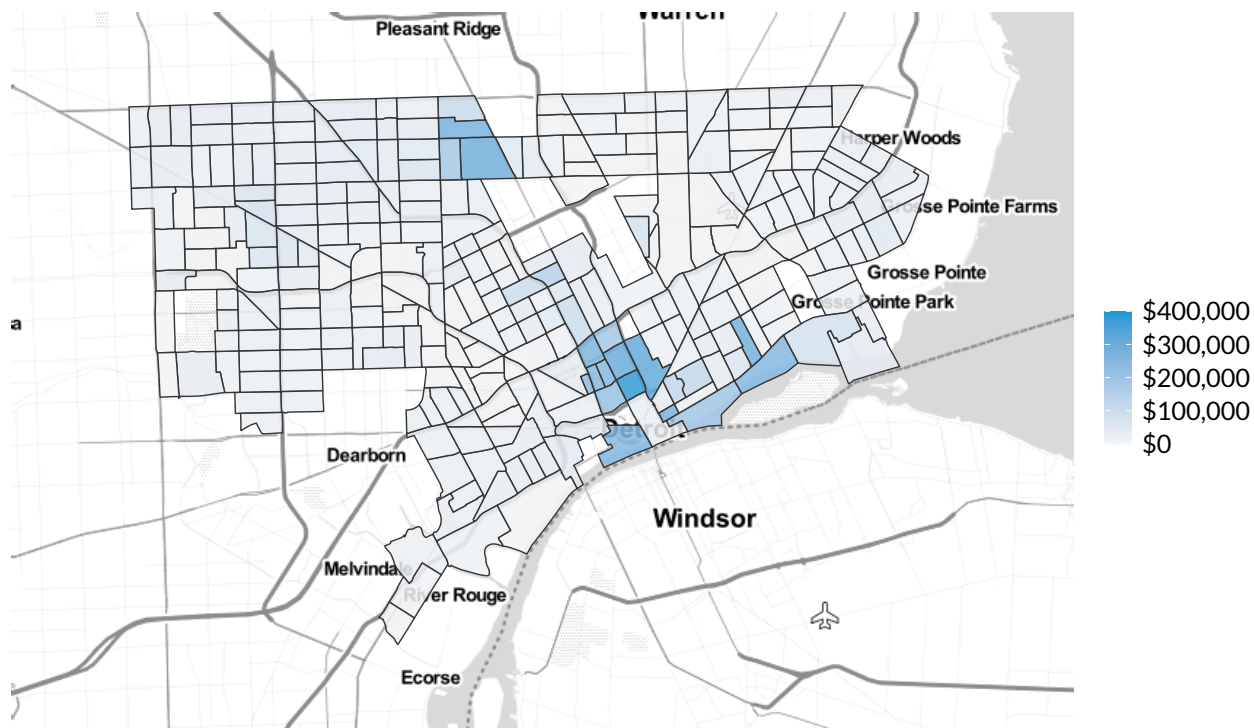 Warren
Pleasant Ridge
Harper Woods
Grosse Pointe Farms
Grosse Pointe
Grosse Pointe Park
a
$400,000
$300,000
$200,000
$100,000
$0
Detroit
Dearborn
Windsor
Melvindale
River Rouge
Ecorse